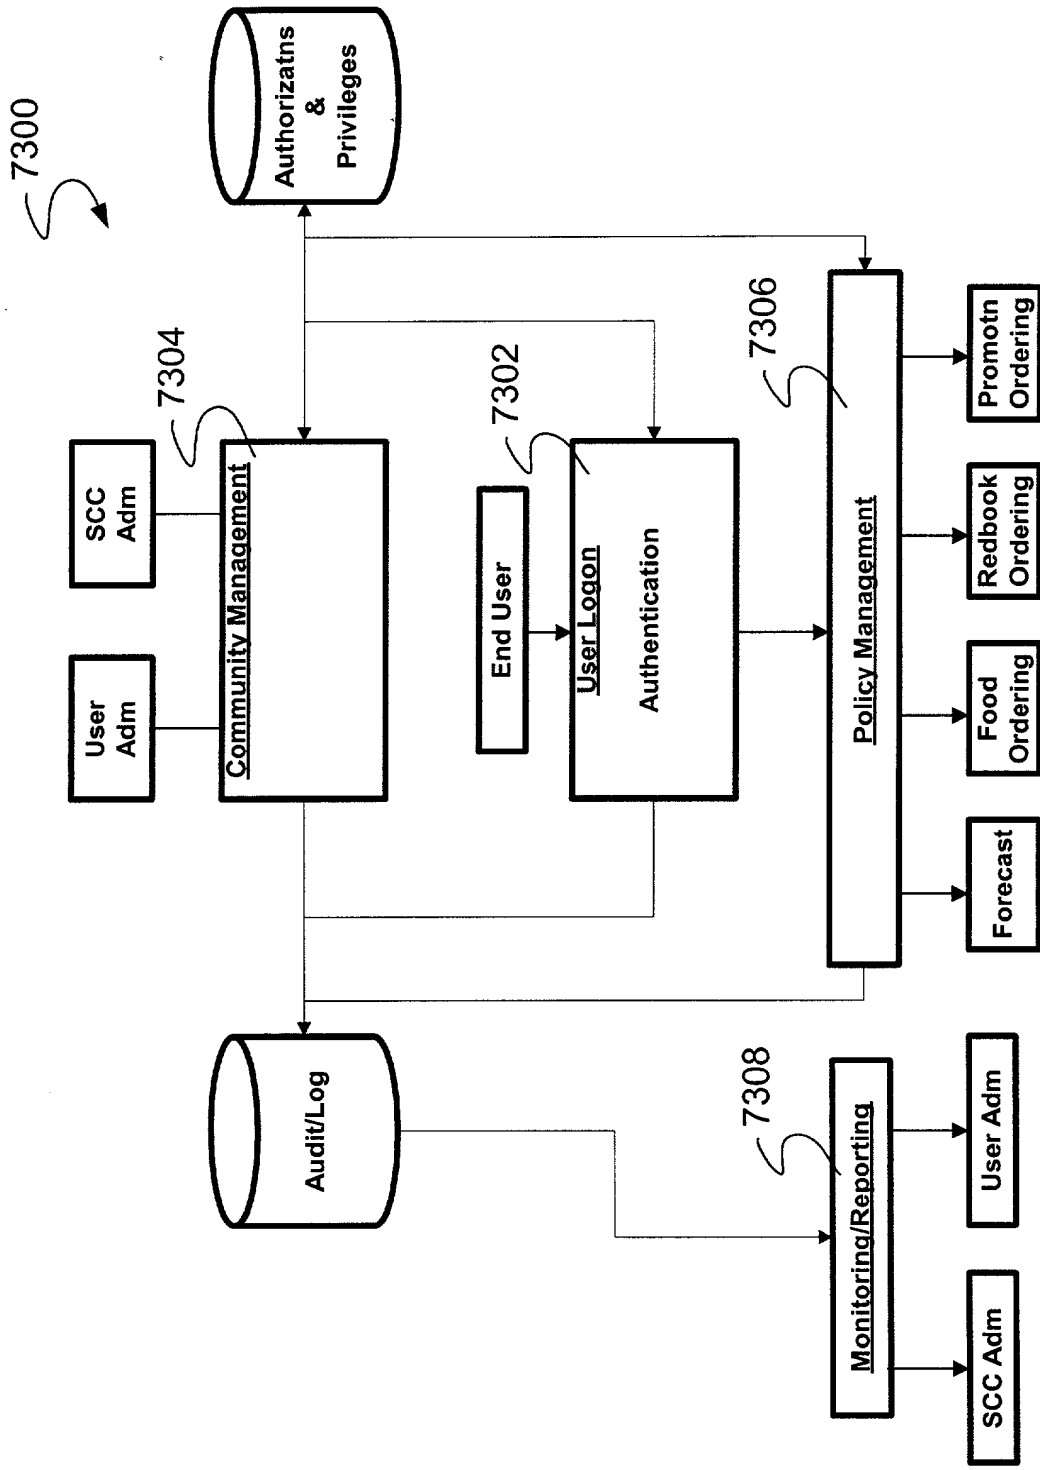 7300
User
Adm
SCC
Adm
7304
Audit/Log
Community Management
Authorizatns
&
Privileges
End User
7302
User Logon
Authentication
7308
Monitoring/Reporting
7306
Policy Management
SCC Adm
User Adm
Forecast
Food
Ordering
Redbook
Ordering
Promotn
Ordering